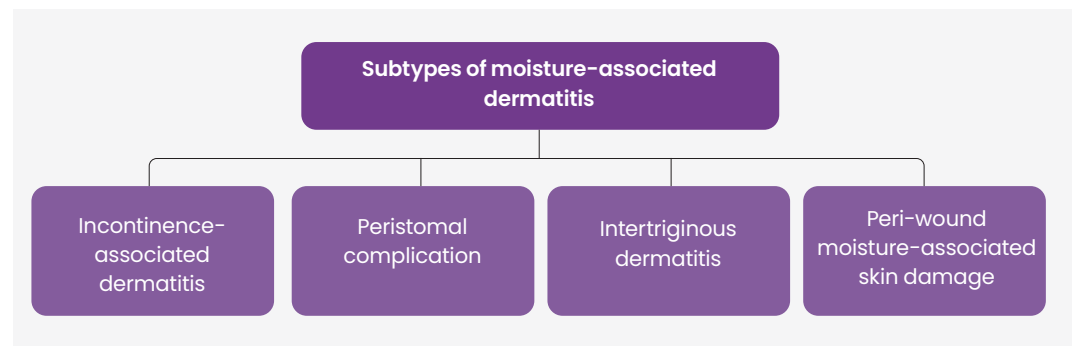 Subtypes of moisture-associated
dermatitis
Incontinence-
associated
dermatitis
Peristomal
complication
Intertriginous
dermatitis
Peri-wound
moisture-associated
skin damage